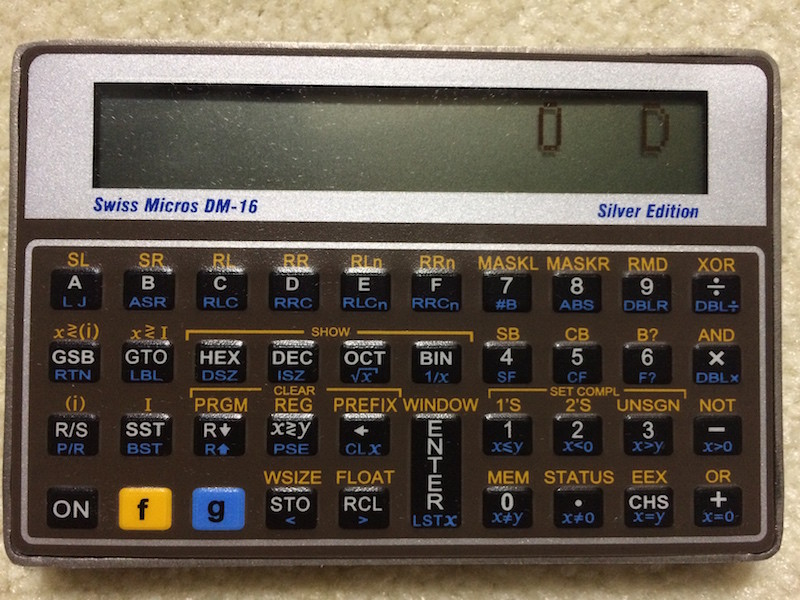 0 D
Swiss Micros DM-16 Silver Edition
SL SR RL RR RLn RRn MASKL MASKR RMD XOR
A B C D E F 7 8 9 ÷
LJ ASR RLC RRC RLCn RRCn #B ABS DBLR DBL÷
x≷(i) x≷I SHOW SB CB B? AND
GSB GTO HEX DEC OCT BIN 4 5 6 ×
RTN LBL DSZ ISZ √x 1/x SF CF F? DBL×
CLEAR SET COMPL
(i) I PRGM REG PREFIX WINDOW 1'S 2'S UNSGN NOT
R/S SST R↓ x≷y ← ENTER 1 2 3 −
P/R BST R↑ PSE CLx x≤y x<0 x>y x>0
WSIZE FLOAT MEM STATUS EEX OR
ON f g STO RCL 0 • CHS +
< > LSTx x≠y x≠0 x=y x=0